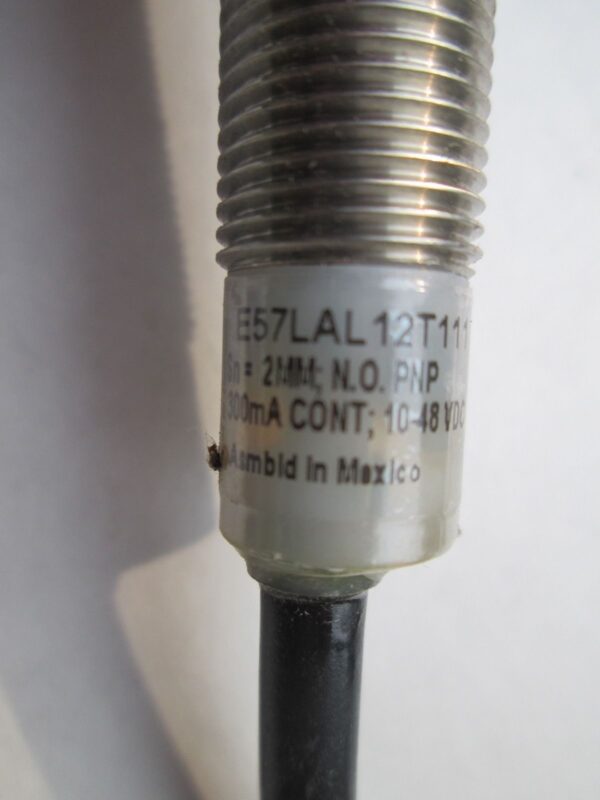 E57LAL12T111
Sn = 2MM; N.O. PNP
300mA CONT; 10-48 VDC
Asmbld in Mexico